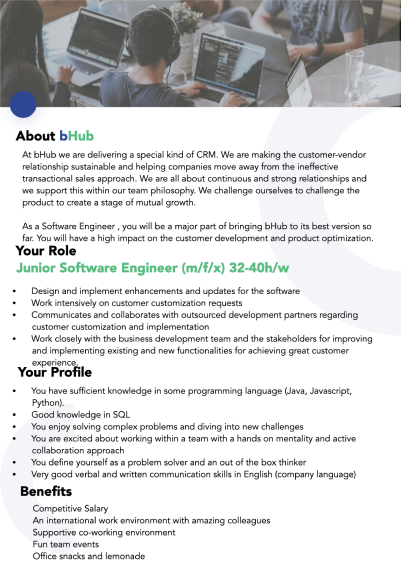 About bHub
At bHub we are delivering a special kind of CRM. We are making the customer-vendor
relationship sustainable and helping companies move away from the ineffective
transactional sales approach. We are all about continuous and strong relationships and
we support this within our team philosophy. We challenge ourselves to challenge the
product to create a stage of mutual growth.
As a Software Engineer , you will be a major part of bringing bHub to its best version so
far. You will have a high impact on the customer development and product optimization.
Your Role
Junior Software Engineer (m/f/x) 32-40h/w
• Design and implement enhancements and updates for the software
• Work intensively on customer customization requests
• Communicates and collaborates with outsourced development partners regarding
customer customization and implementation
• Work closely with the business development team and the stakeholders for improving
and implementing existing and new functionalities for achieving great customer
experience.
Your Profile
• You have sufficient knowledge in some programming language (Java, Javascript,
Python).
• Good knowledge in SQL
• You enjoy solving complex problems and diving into new challenges
• You are excited about working within a team with a hands on mentality and active
collaboration approach
• You define yourself as a problem solver and an out of the box thinker
• Very good verbal and written communication skills in English (company language)
Benefits
Competitive Salary
An international work environment with amazing colleagues
Supportive co-working environment
Fun team events
Office snacks and lemonade